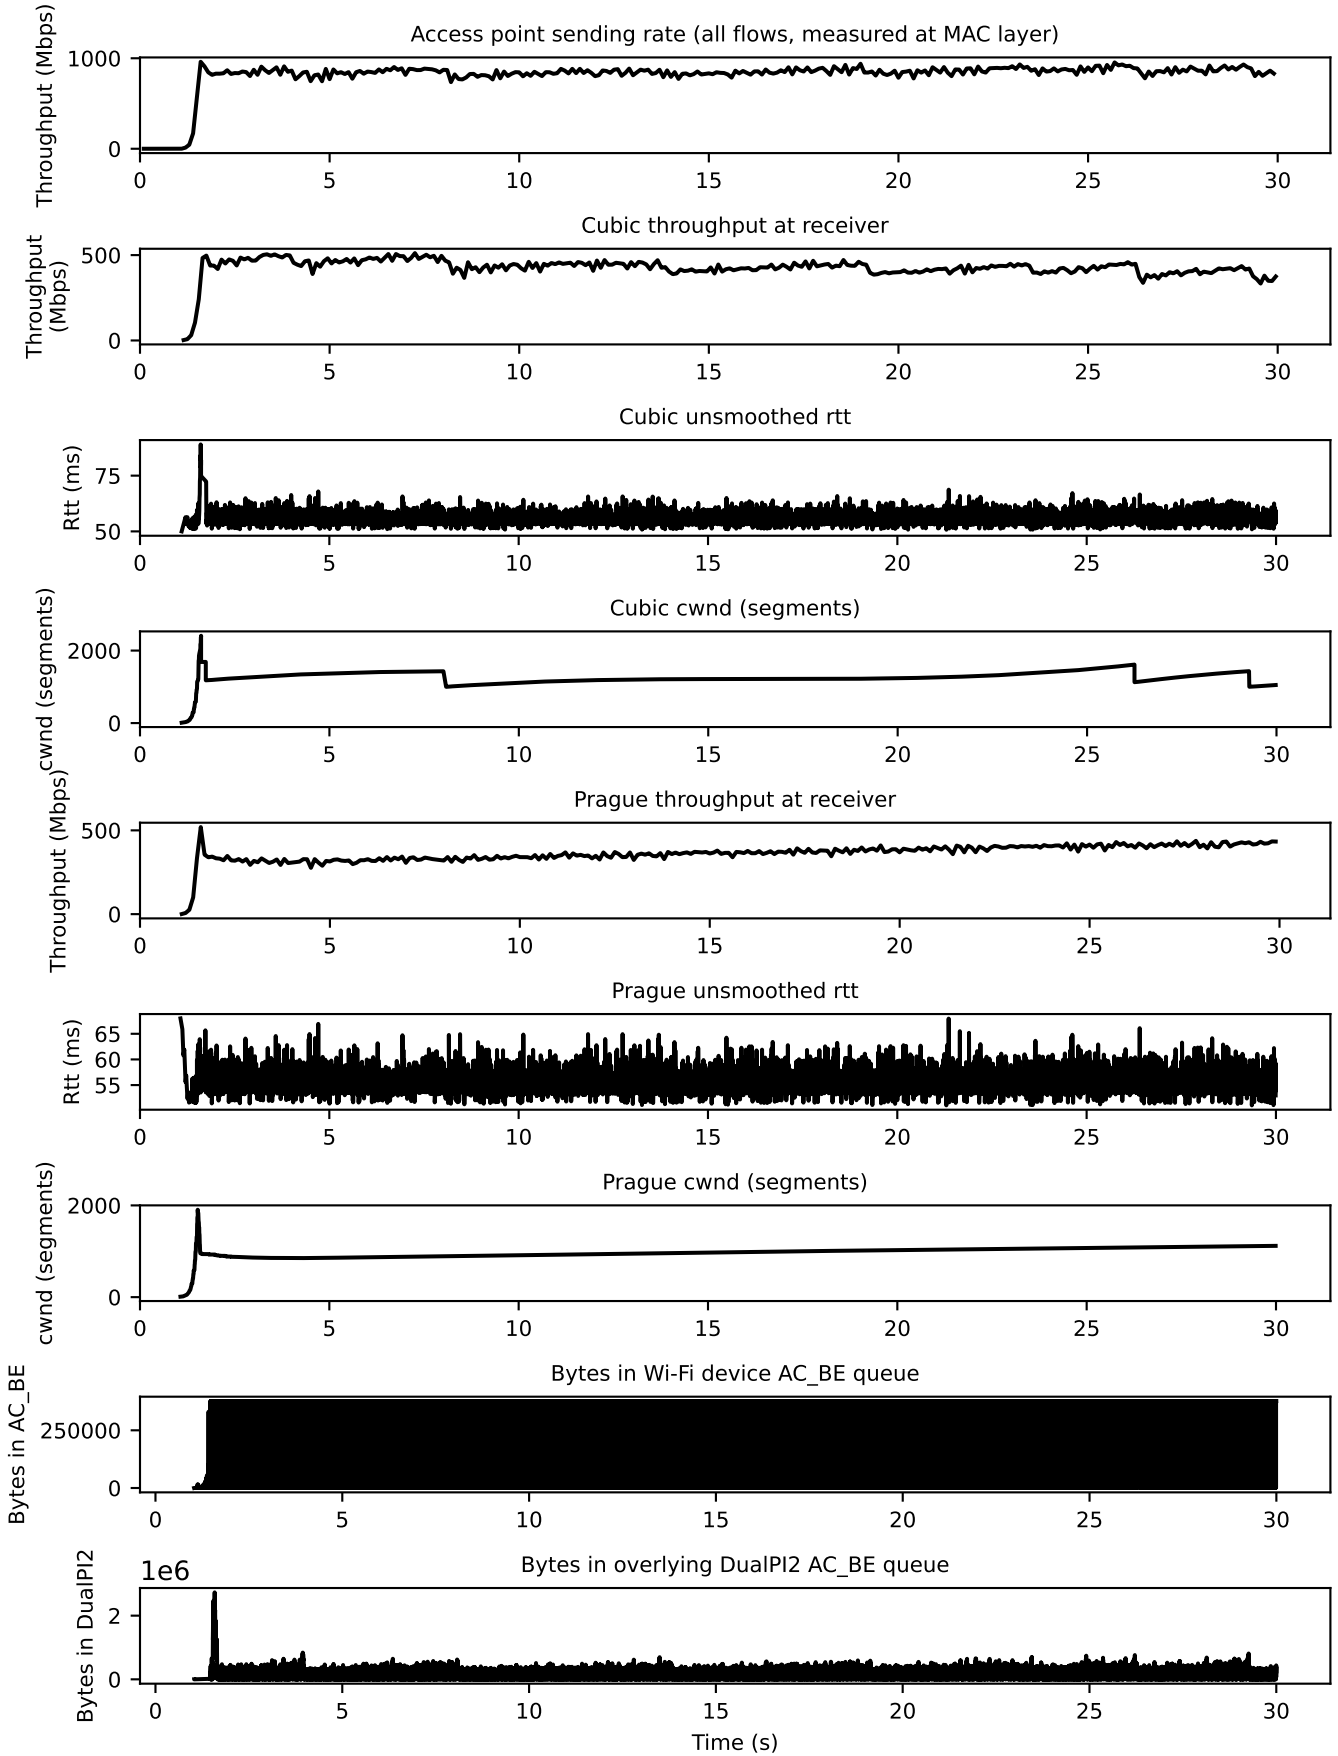 Access point sending rate (all flows, measured at MAC layer)
Throughput (Mbps)
1000
0
0 5 10 15 20 25 30
Cubic throughput at receiver
Throughput
(Mbps)
500
0
0 5 10 15 20 25 30
Cubic unsmoothed rtt
Rtt (ms)
75
50
0 5 10 15 20 25 30
Cubic cwnd (segments)
cwnd (segments)
2000
0
0 5 10 15 20 25 30
Prague throughput at receiver
Throughput (Mbps)
500
0
0 5 10 15 20 25 30
Prague unsmoothed rtt
Rtt (ms)
65
60
55
0 5 10 15 20 25 30
Prague cwnd (segments)
cwnd (segments)
2000
0
0 5 10 15 20 25 30
Bytes in Wi-Fi device AC_BE queue
Bytes in AC_BE
250000
0
0 5 10 15 20 25 30
Bytes in overlying DualPI2 AC_BE queue
1e6
Bytes in DualPI2
2
0
0 5 10 15 20 25 30
Time (s)